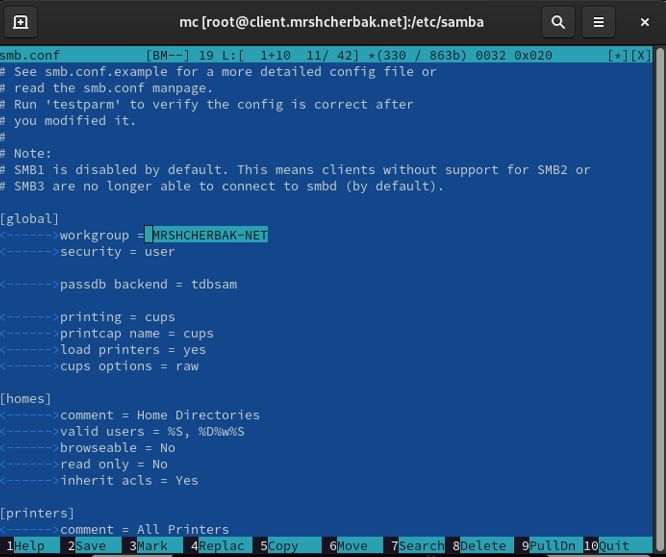 mc [root@client.mrshcherbak.net]:/etc/samba
smb.conf [BM--] 19 L:[ 1+10 11/ 42] *(330 / 863b) 0032 0x020 [*][X]
# See smb.conf.example for a more detailed config file or
# read the smb.conf manpage.
# Run 'testparm' to verify the config is correct after
# you modified it.
#
# Note:
# SMB1 is disabled by default. This means clients without support for SMB2 or
# SMB3 are no longer able to connect to smbd (by default).
[global]
<------>workgroup = MRSHCHERBAK-NET
<------>security = user
<------>passdb backend = tdbsam
<------>printing = cups
<------>printcap name = cups
<------>load printers = yes
<------>cups options = raw
[homes]
<------>comment = Home Directories
<------>valid users = %S, %D%w%S
<------>browseable = No
<------>read only = No
<------>inherit acls = Yes
[printers]
<------>comment = All Printers
1Help 2Save 3Mark 4Replac 5Copy 6Move 7Search 8Delete 9PullDn 10Quit